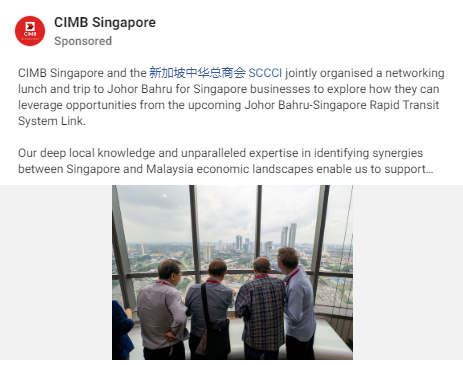 CIMB Singapore
Sponsored
CIMB Singapore and the 新加坡中华总商会 SCCCI jointly organised a networking
lunch and trip to Johor Bahru for Singapore businesses to explore how they can
leverage opportunities from the upcoming Johor Bahru-Singapore Rapid Transit
System Link.
Our deep local knowledge and unparalleled expertise in identifying synergies
between Singapore and Malaysia economic landscapes enable us to support...
CIMB